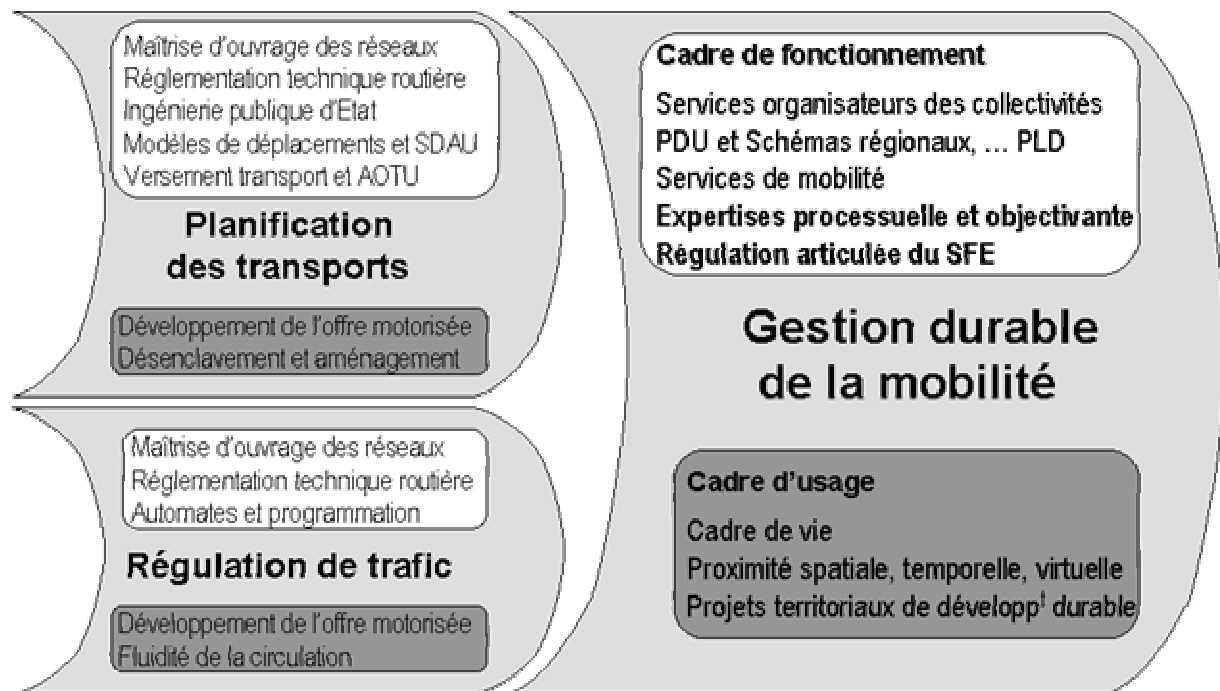 Maîtrise d'ouvrage des réseaux
Réglementation technique routière
Ingénierie publique d'Etat
Modèles de déplacements et SDAU
Versement transport et AOTU
Planification
des transports
Développement de l'offre motorisée
Désenclavement et aménagement
Maîtrise d'ouvrage des réseaux
Réglementation technique routière
Automates et programmation
Régulation de trafic
Développement de l'offre motorisée
Fluidité de la circulation
Cadre de fonctionnement
Services organisateurs des collectivités
PDU et Schémas régionaux, ... PLD
Services de mobilité
Expertises processuelle et objectivante
Régulation articulée du SFE
Gestion durable
de la mobilité
Cadre d'usage
Cadre de vie
Proximité spatiale, temporelle, virtuelle
Projets territoriaux de développᵗ durable